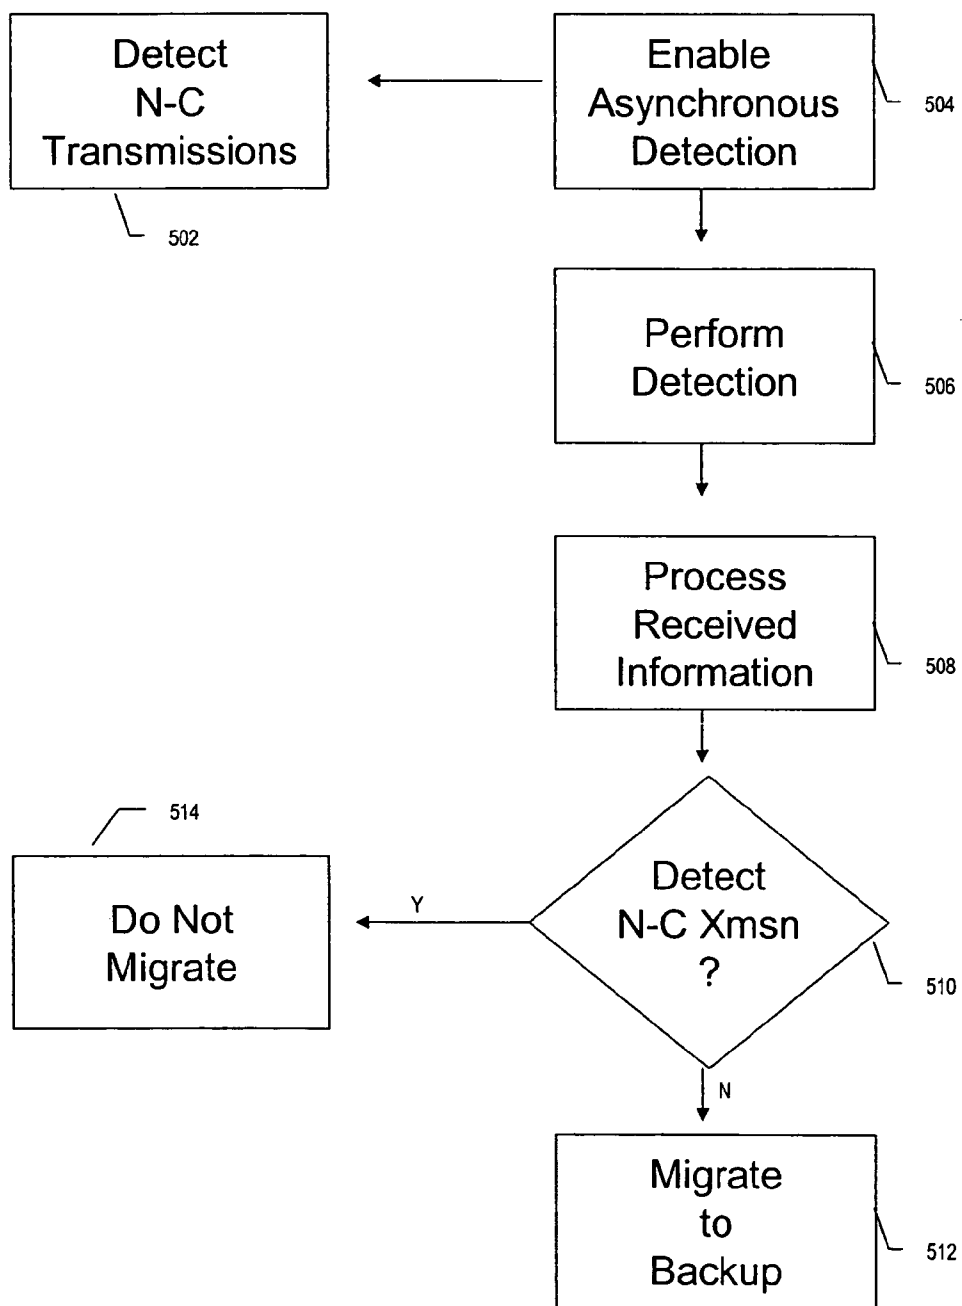 Detect
N-C
Transmissions
502
Enable
Asynchronous
Detection
504
Perform
Detection
506
Process
Received
Information
508
Detect
N-C Xmsn
?
510
Y
514
Do Not
Migrate
N
Migrate
to
Backup
512